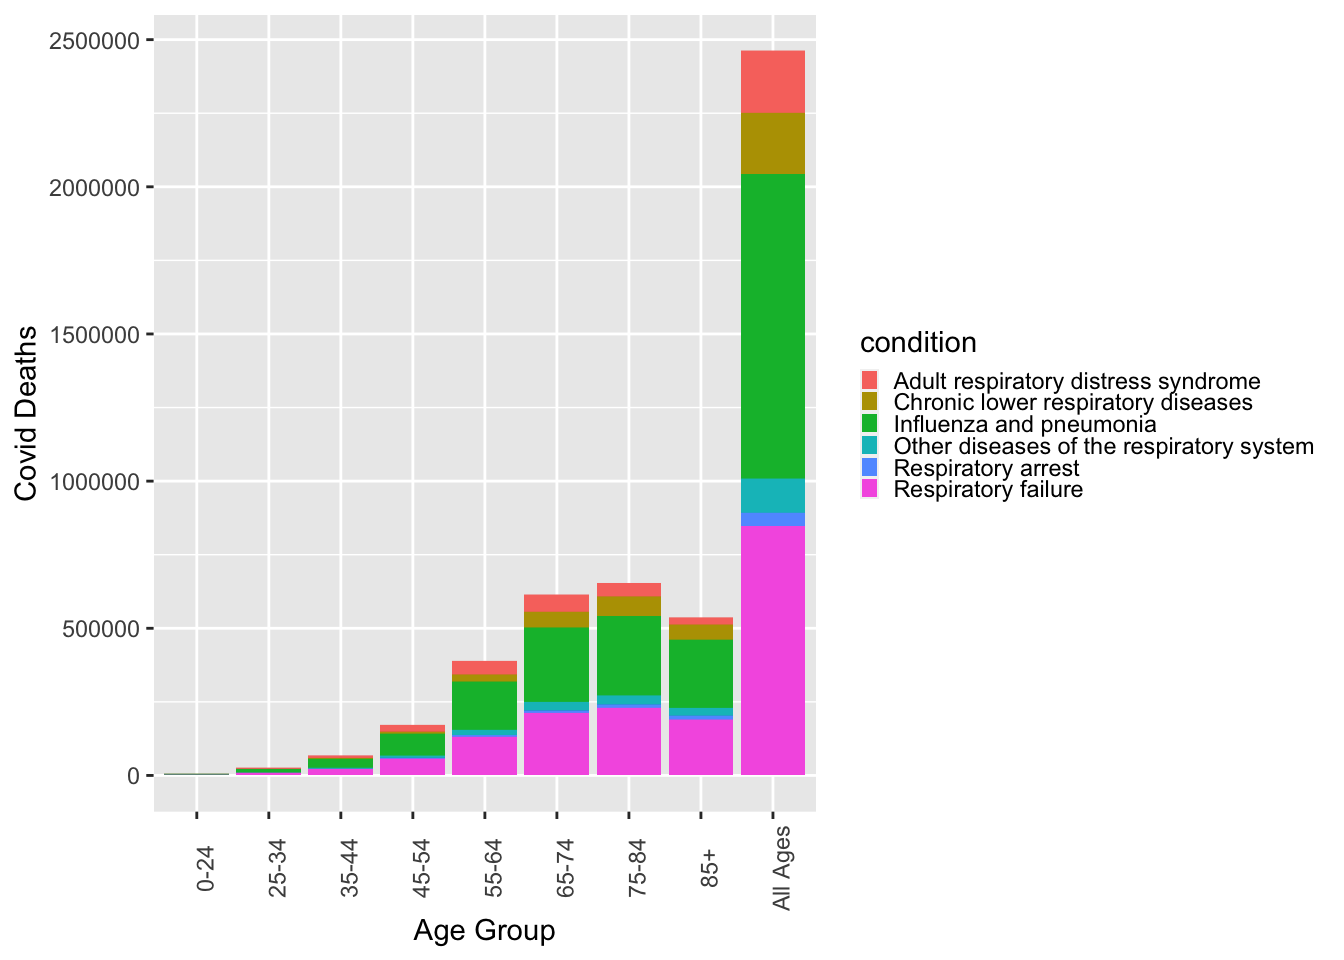 2500000
2000000
1500000
1000000
500000
0
Covid Deaths
0-24
25-34
35-44
45-54
55-64
65-74
75-84
85+
All Ages
Age Group
condition
Adult respiratory distress syndrome
Chronic lower respiratory diseases
Influenza and pneumonia
Other diseases of the respiratory system
Respiratory arrest
Respiratory failure